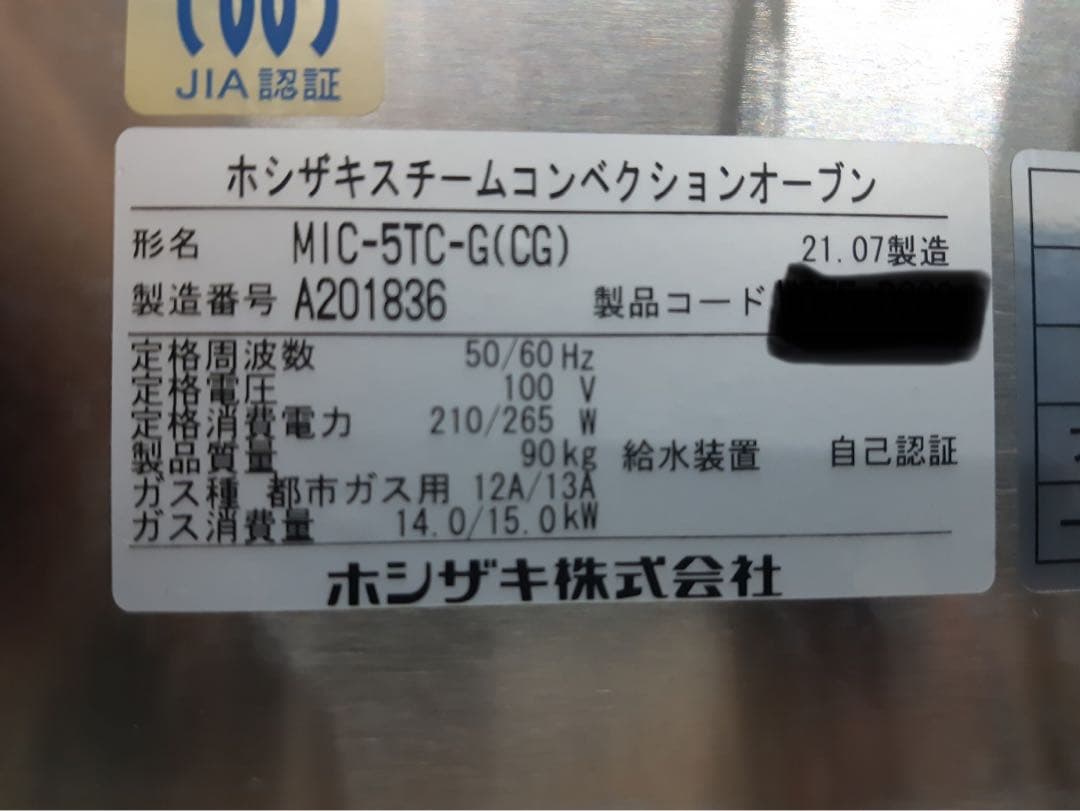 JIA認証
ホシザキスチームコンベクションオーブン
形名 MIC-5TC-G(CG) 21.07製造
製造番号 A201836 製品コード
定格周波数 50/60 Hz
定格電圧 100 V
定格消費電力 210/265 W
製品質量 90kg 給水装置 自己認証
ガス種 都市ガス用 12A/13A
ガス消費量 14.0/15.0kW
ホシザキ株式会社